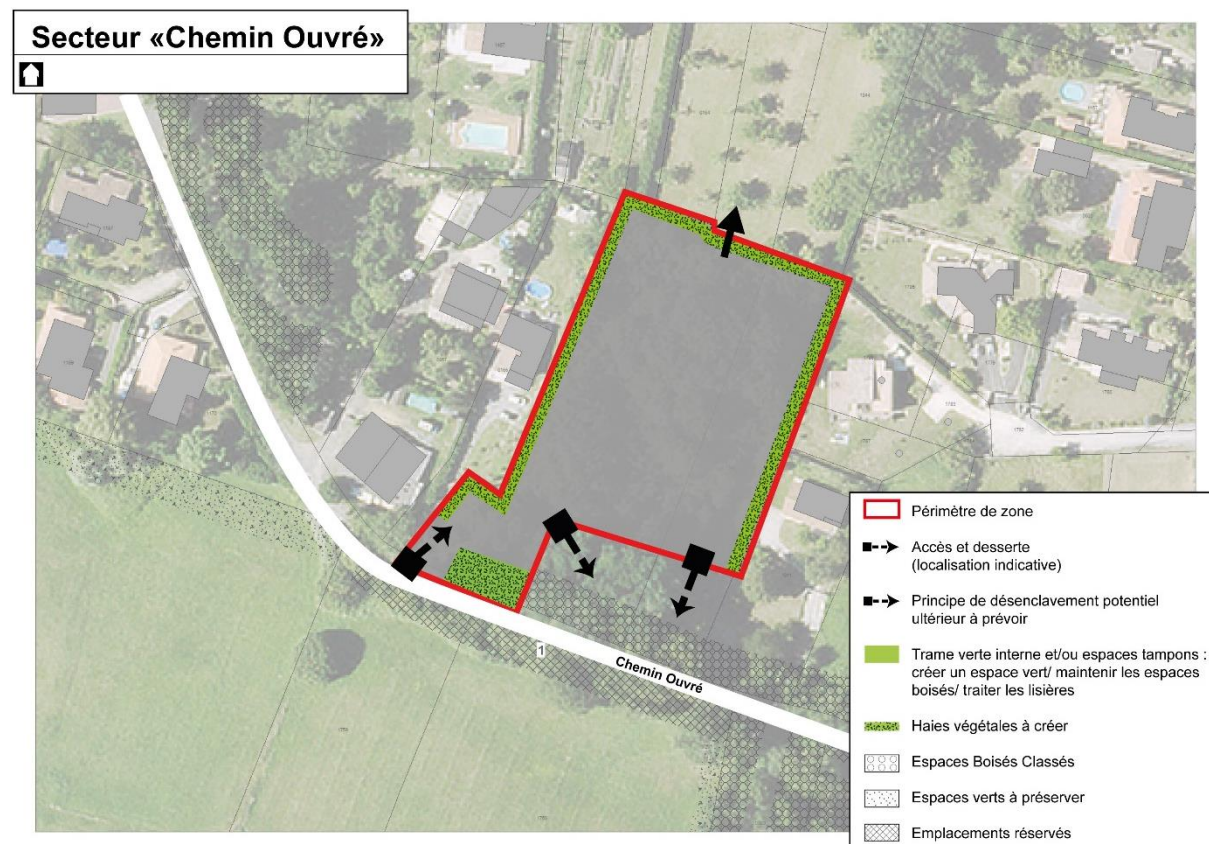 Secteur «Chemin Ouvré»
Chemin Ouvré
1
Périmètre de zone
Accès et desserte
(localisation indicative)
Principe de désenclavement potentiel
ultérieur à prévoir
Trame verte interne et/ou espaces tampons :
créer un espace vert/ maintenir les espaces
boisés/ traiter les lisières
Haies végétales à créer
Espaces Boisés Classés
Espaces verts à préserver
Emplacements réservés